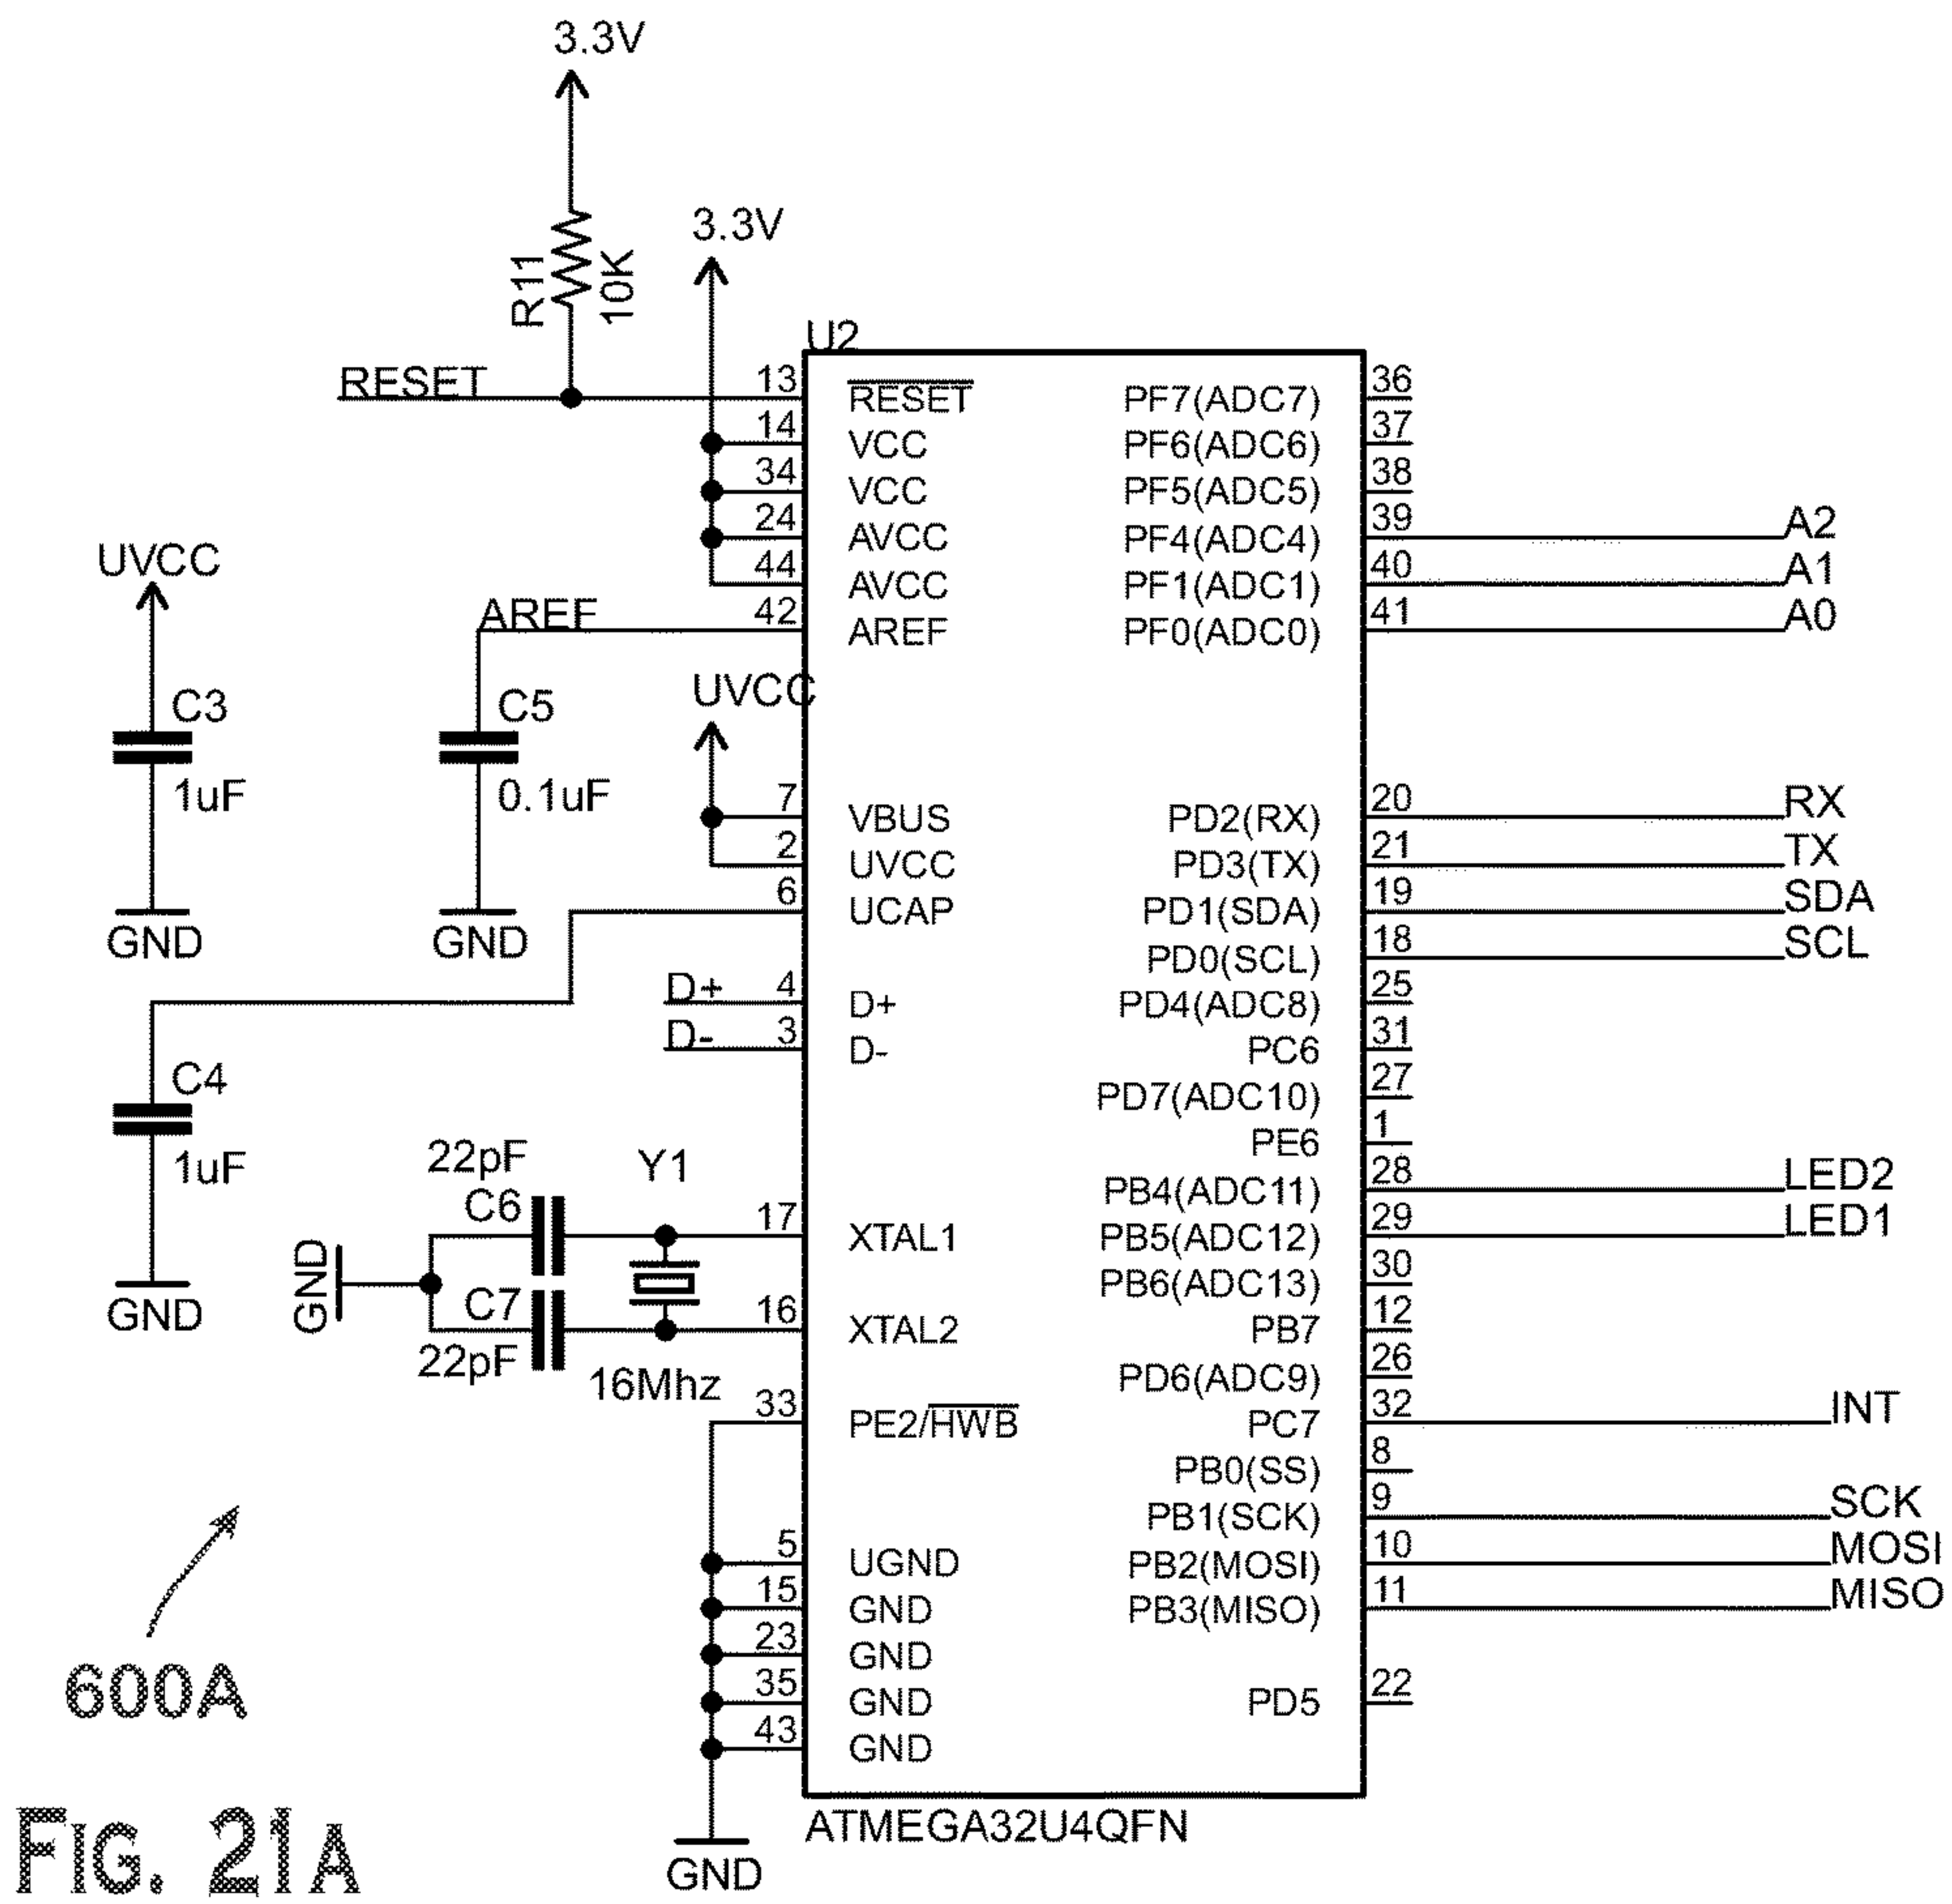 3.3V
3.3V
R11
10K
U2
RESET
13
RESET
PF7(ADC7)
36
14
VCC
PF6(ADC6)
37
34
VCC
PF5(ADC5)
38
24
AVCC
PF4(ADC4)
39
A2
44
AVCC
PF1(ADC1)
40
A1
AREF
42
AREF
PF0(ADC0)
41
A0
UVCC
C3
1uF
GND
C5
0.1uF
GND
UVCC
7
VBUS
PD2(RX)
20
RX
2
UVCC
PD3(TX)
21
TX
6
UCAP
PD1(SDA)
19
SDA
PD0(SCL)
18
SCL
D+
4
D+
PD4(ADC8)
25
D-
3
D-
PC6
31
PD7(ADC10)
27
PE6
1
C4
1uF
GND
PB4(ADC11)
28
LED2
22pF
C6
Y1
17
XTAL1
PB5(ADC12)
29
LED1
GND
PB6(ADC13)
30
C7
22pF
16
XTAL2
PB7
12
16Mhz
PD6(ADC9)
26
33
PE2/HWB
PC7
32
INT
PB0(SS)
8
PB1(SCK)
9
SCK
5
UGND
PB2(MOSI)
10
MOSI
15
GND
PB3(MISO)
11
MISO
23
GND
35
GND
PD5
22
43
GND
GND
ATMEGA32U4QFN
600A
FIG. 21A